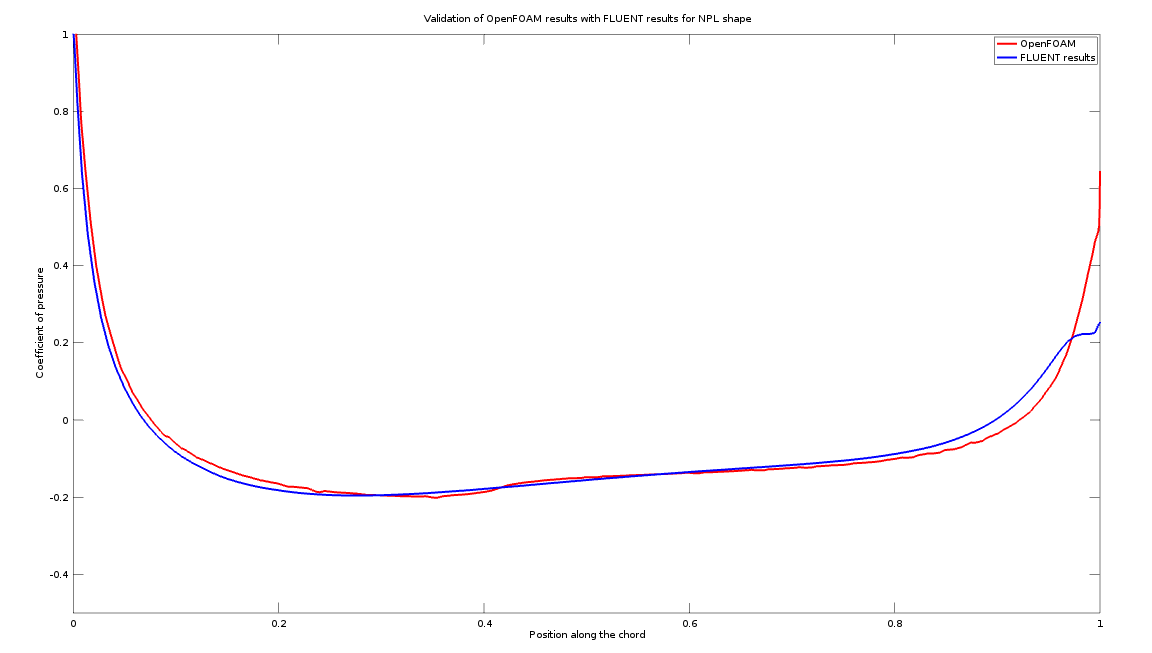 Validation of OpenFOAM results with FLUENT results for NPL shape
OpenFOAM
FLUENT results
1
0.8
0.6
0.4
0.2
0
-0.2
-0.4
Coefficient of pressure
0
0.2
0.4
0.6
0.8
1
Position along the chord